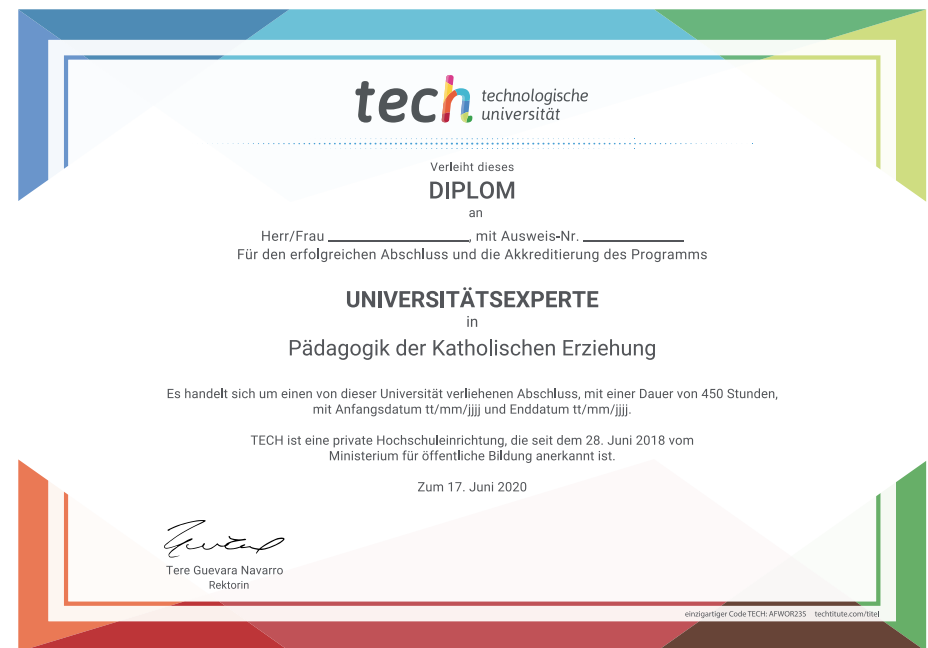 tech technologische
universität
Verleiht dieses
DIPLOM
an
Herr/Frau ____________, mit Ausweis-Nr. ____________
Für den erfolgreichen Abschluss und die Akkreditierung des Programms
UNIVERSITÄTSEXPERTE
in
Pädagogik der Katholischen Erziehung
Es handelt sich um einen von dieser Universität verliehenen Abschluss, mit einer Dauer von 450 Stunden,
mit Anfangsdatum tt/mm/jjjj und Enddatum tt/mm/jjjj.
TECH ist eine private Hochschuleinrichtung, die seit dem 28. Juni 2018 vom
Ministerium für öffentliche Bildung anerkannt ist.
Zum 17. Juni 2020
Tere Guevara Navarro
Rektorin
einzigartiger Code TECH: AFWOR23S techtitute.com/titel